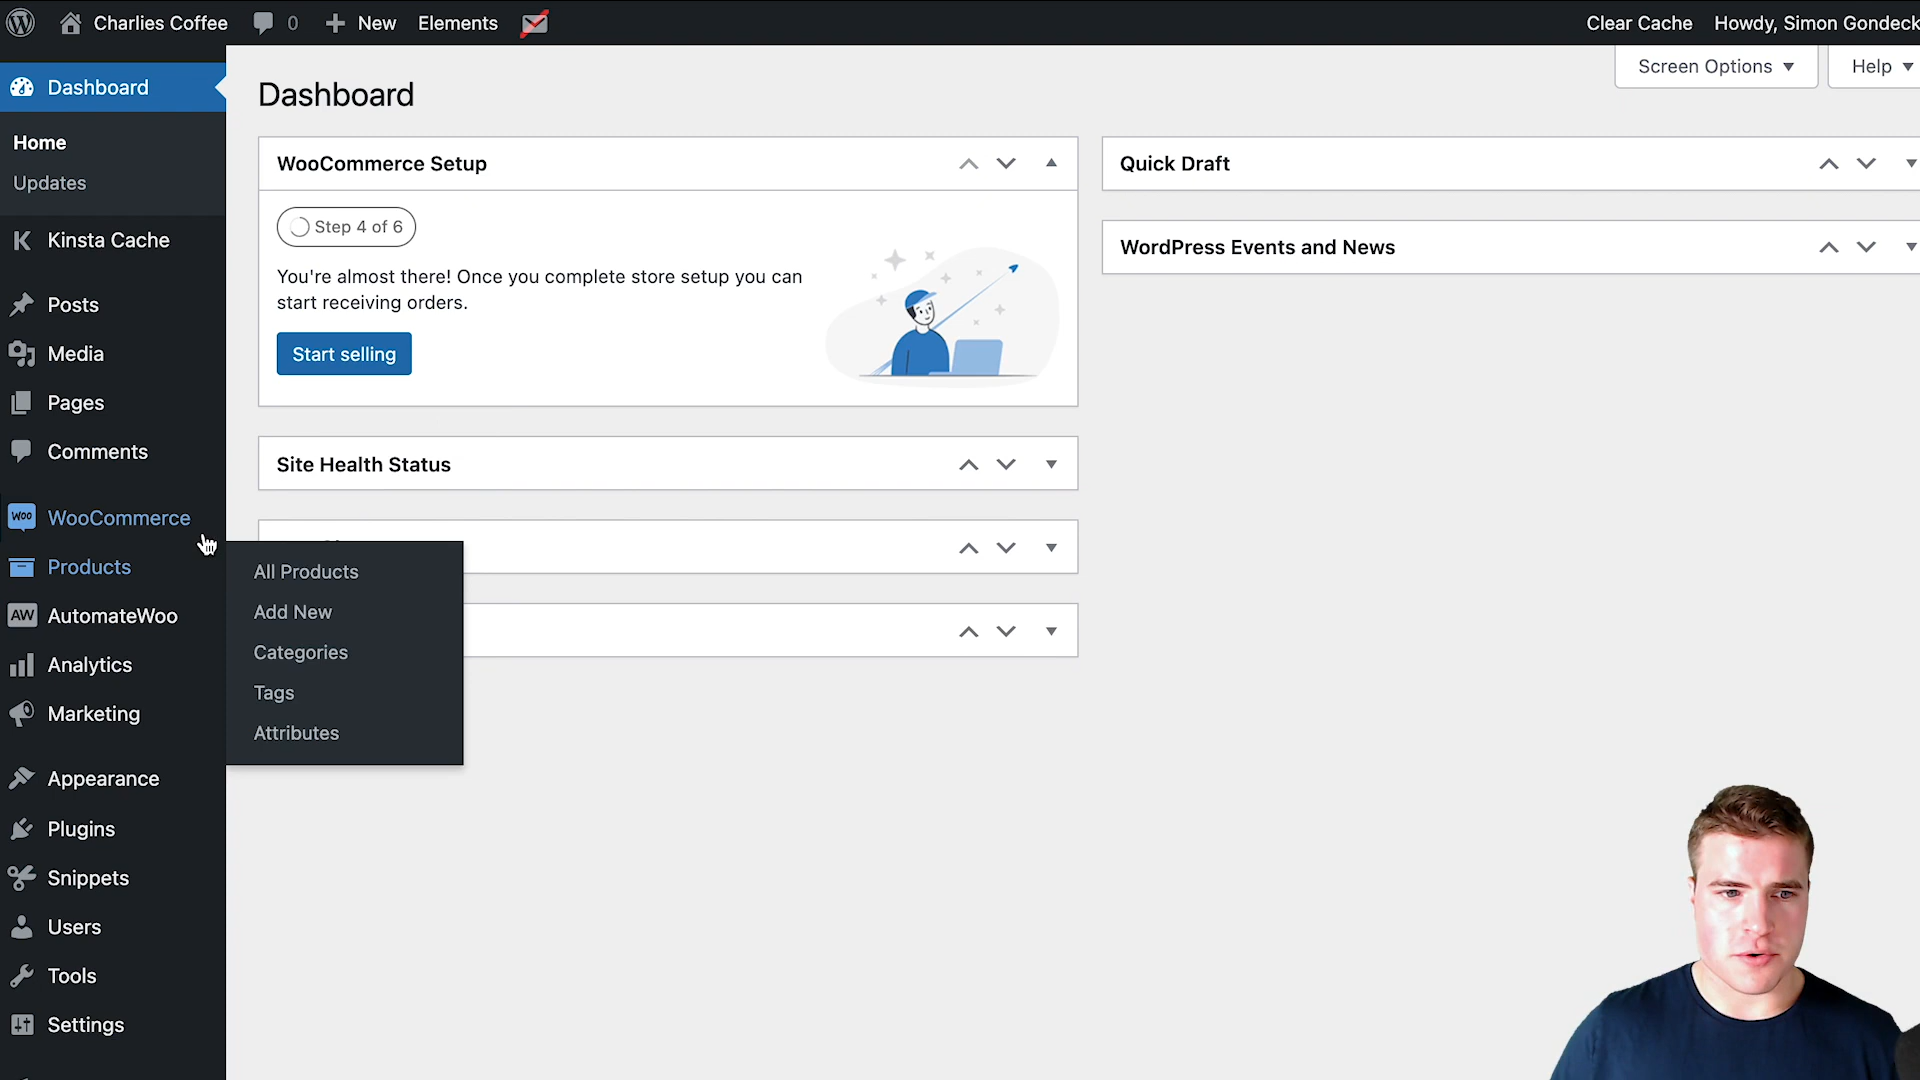 Charlies Coffee
0
New
Elements
Clear Cache
Howdy, Simon Gondeck
Screen Options
Help
Dashboard
Home
Updates
Kinsta Cache
Posts
Media
Pages
Comments
WooCommerce
Products
AutomateWoo
Analytics
Marketing
Appearance
Plugins
Snippets
Users
Tools
Settings
All Products
Add New
Categories
Tags
Attributes
Dashboard
WooCommerce Setup
Step 4 of 6
You're almost there! Once you complete store setup you can
start receiving orders.
Start selling
Site Health Status
Quick Draft
WordPress Events and News
Woo
AW